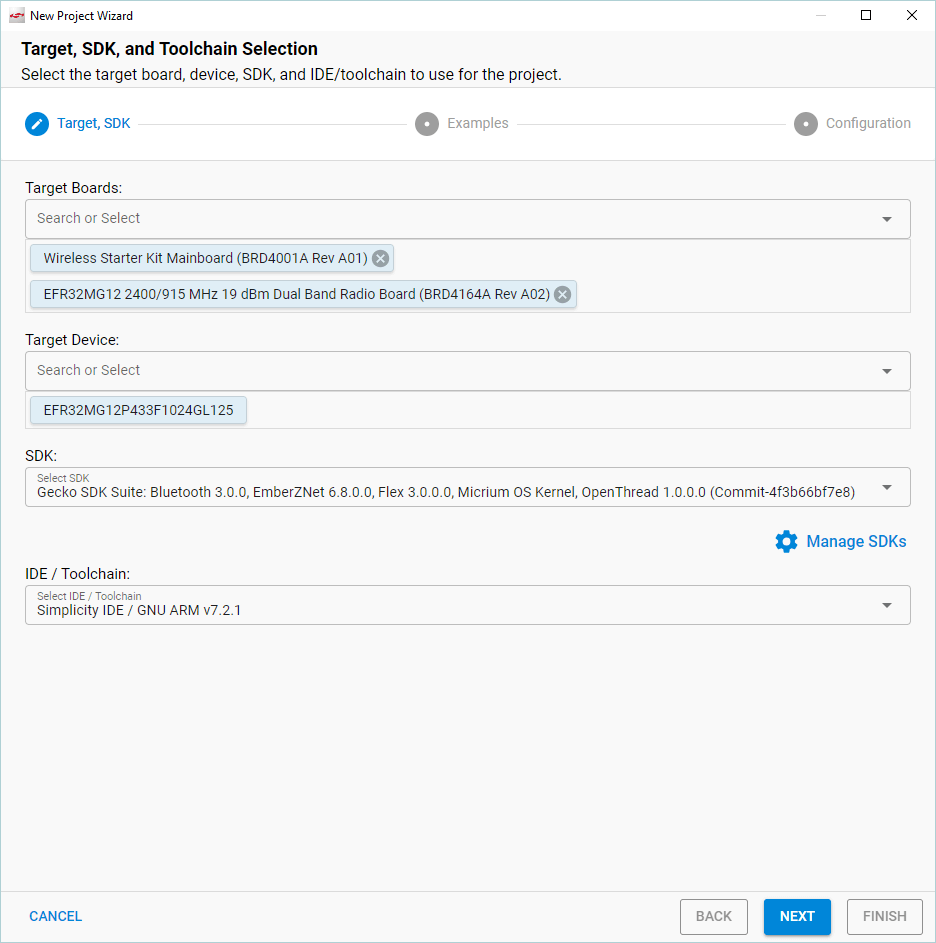 New Project Wizard
Target, SDK, and Toolchain Selection
Select the target board, device, SDK, and IDE/toolchain to use for the project.
Target, SDK
Examples
Configuration
Target Boards:
Search or Select
Wireless Starter Kit Mainboard (BRD4001A Rev A01)
EFR32MG12 2400/915 MHz 19 dBm Dual Band Radio Board (BRD4164A Rev A02)
Target Device:
Search or Select
EFR32MG12P433F1024GL125
SDK:
Select SDK
Gecko SDK Suite: Bluetooth 3.0.0, EmberZNet 6.8.0.0, Flex 3.0.0.0, Micrium OS Kernel, OpenThread 1.0.0.0 (Commit-4f3b66bf7e8)
Manage SDKs
IDE / Toolchain:
Select IDE / Toolchain
Simplicity IDE / GNU ARM v7.2.1
CANCEL
BACK
NEXT
FINISH